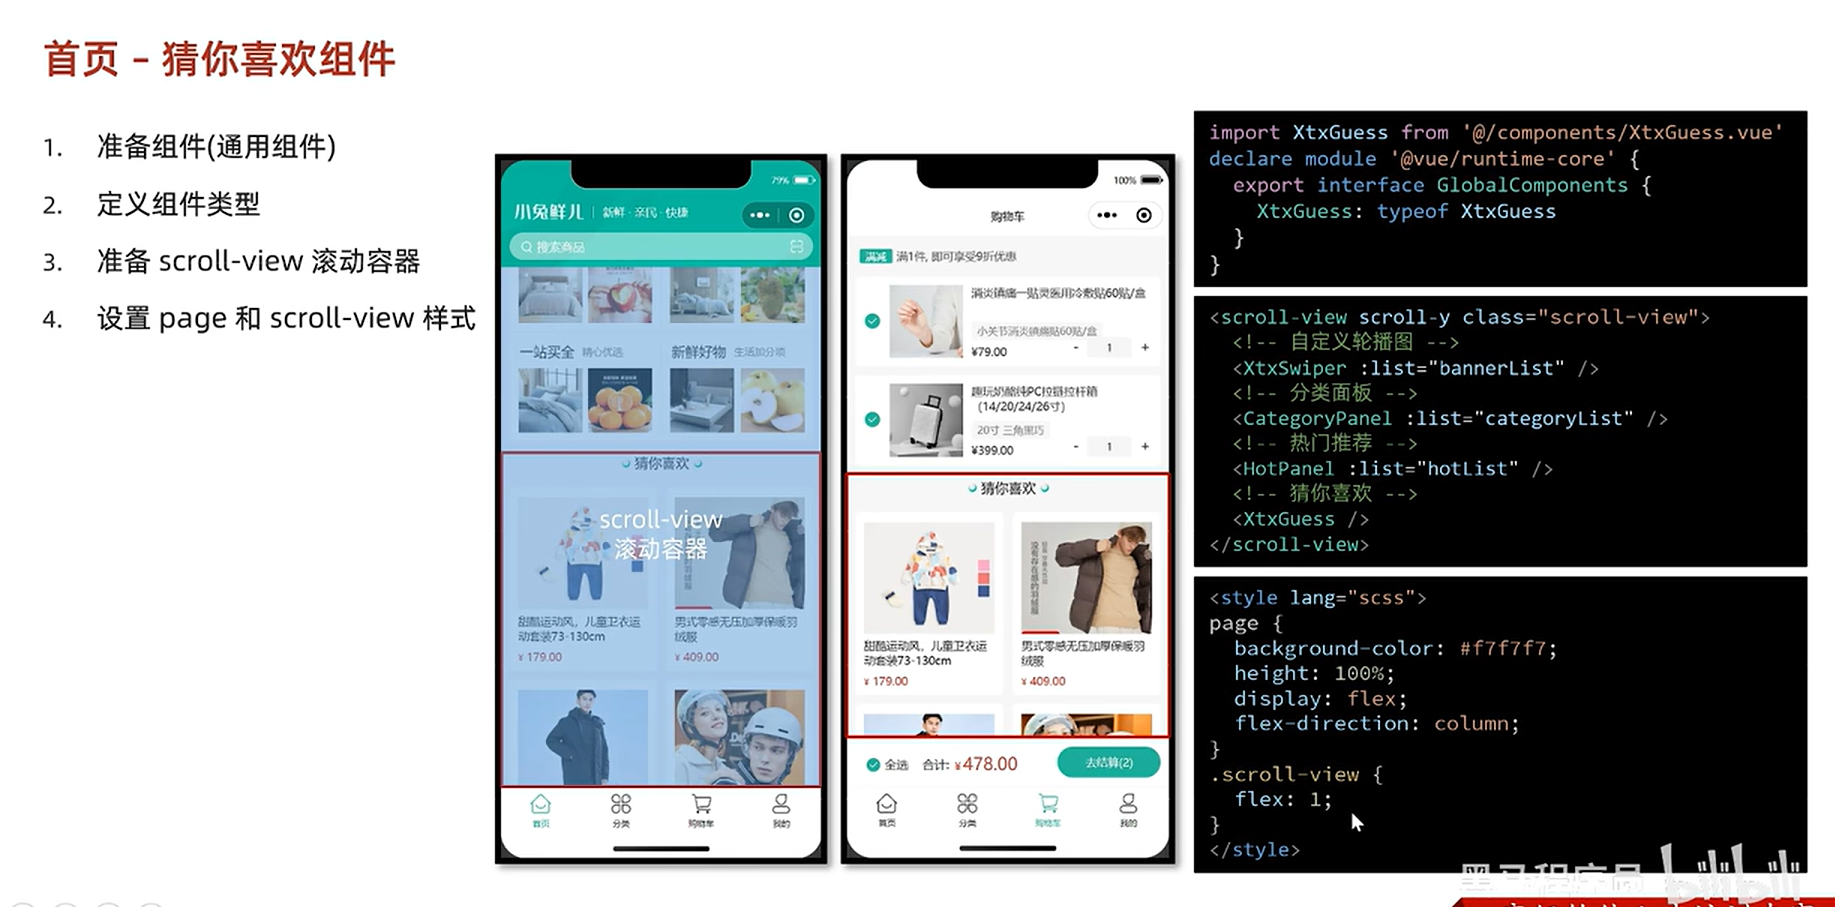 首页 – 猜你喜欢组件
1. 准备组件(通用组件)
2. 定义组件类型
3. 准备 scroll-view 滚动容器
4. 设置 page 和 scroll-view 样式
79%
小兔鲜儿 | 新鲜·亲民·快捷
搜索商品
一站买全 精心优选
新鲜好物 生活加分项
猜你喜欢
scroll-view
滚动容器
甜酷运动风，儿童卫衣运
动套装73-130cm
¥ 179.00
男式零感无压加厚保暖羽
绒服
¥ 409.00
首页
分类
购物车
我的
100%
购物车
满减 满1件, 即可享受9折优惠
消炎镇痛一贴灵医用冷敷贴60贴/盒
小关节消炎镇痛贴60贴/盒
¥79.00
- 1 +
趣玩奶酪纯PC拉链拉杆箱
（14/20/24/26寸）
20寸 三角黑巧
¥399.00
- 1 +
猜你喜欢
甜酷运动风，儿童卫衣运
动套装73-130cm
¥ 179.00
男式零感无压加厚保暖羽
绒服
¥ 409.00
全选 合计: ¥478.00
去结算(2)
首页
分类
购物车
我的
import XtxGuess from '@/components/XtxGuess.vue'
declare module '@vue/runtime-core' {
export interface GlobalComponents {
XtxGuess: typeof XtxGuess
}
}
<scroll-view scroll-y class="scroll-view">
<!-- 自定义轮播图 -->
<XtxSwiper :list="bannerList" />
<!-- 分类面板 -->
<CategoryPanel :list="categoryList" />
<!-- 热门推荐 -->
<HotPanel :list="hotList" />
<!-- 猜你喜欢 -->
<XtxGuess />
</scroll-view>
<style lang="scss">
page {
background-color: #f7f7f7;
height: 100%;
display: flex;
flex-direction: column;
}
.scroll-view {
flex: 1;
}
</style>
黑马程序员 bilibili